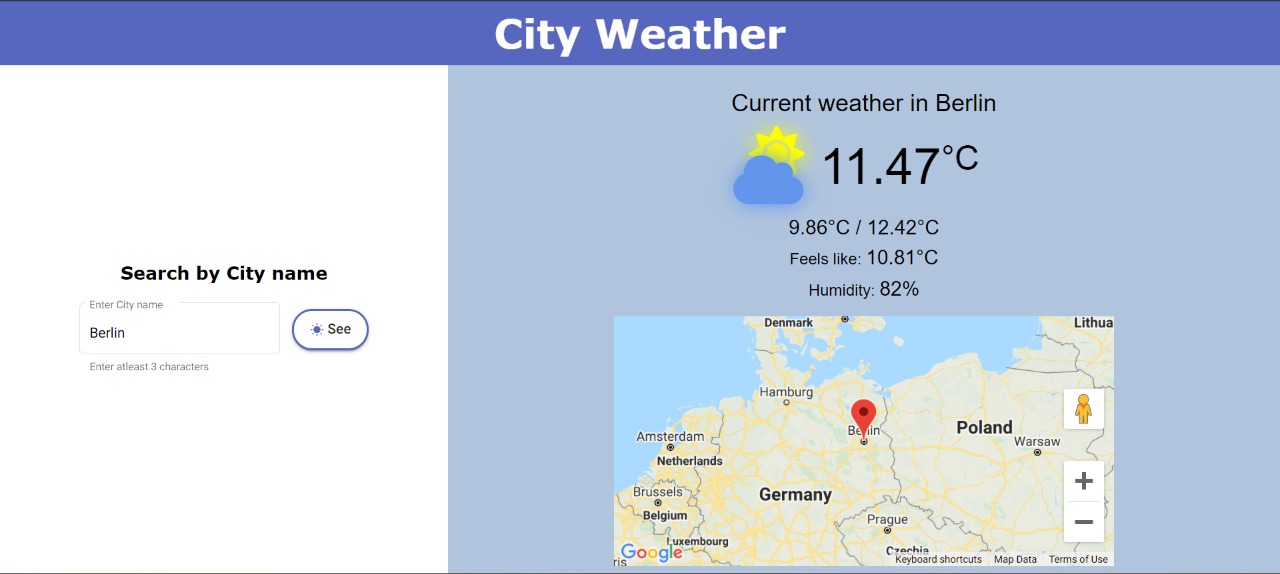 City Weather
Search by City name
Enter City name
Berlin
See
Enter atleast 3 characters
Current weather in Berlin
11.47°C
9.86°C / 12.42°C
Feels like: 10.81°C
Humidity: 82%
Denmark
Lithua
Hamburg
Berlin
Poland
Amsterdam
Warsaw
Netherlands
Brussels
Germany
Belgium
Prague
Luxembourg
Czechia
ris
Google
Keyboard shortcuts
Map Data
Terms of Use